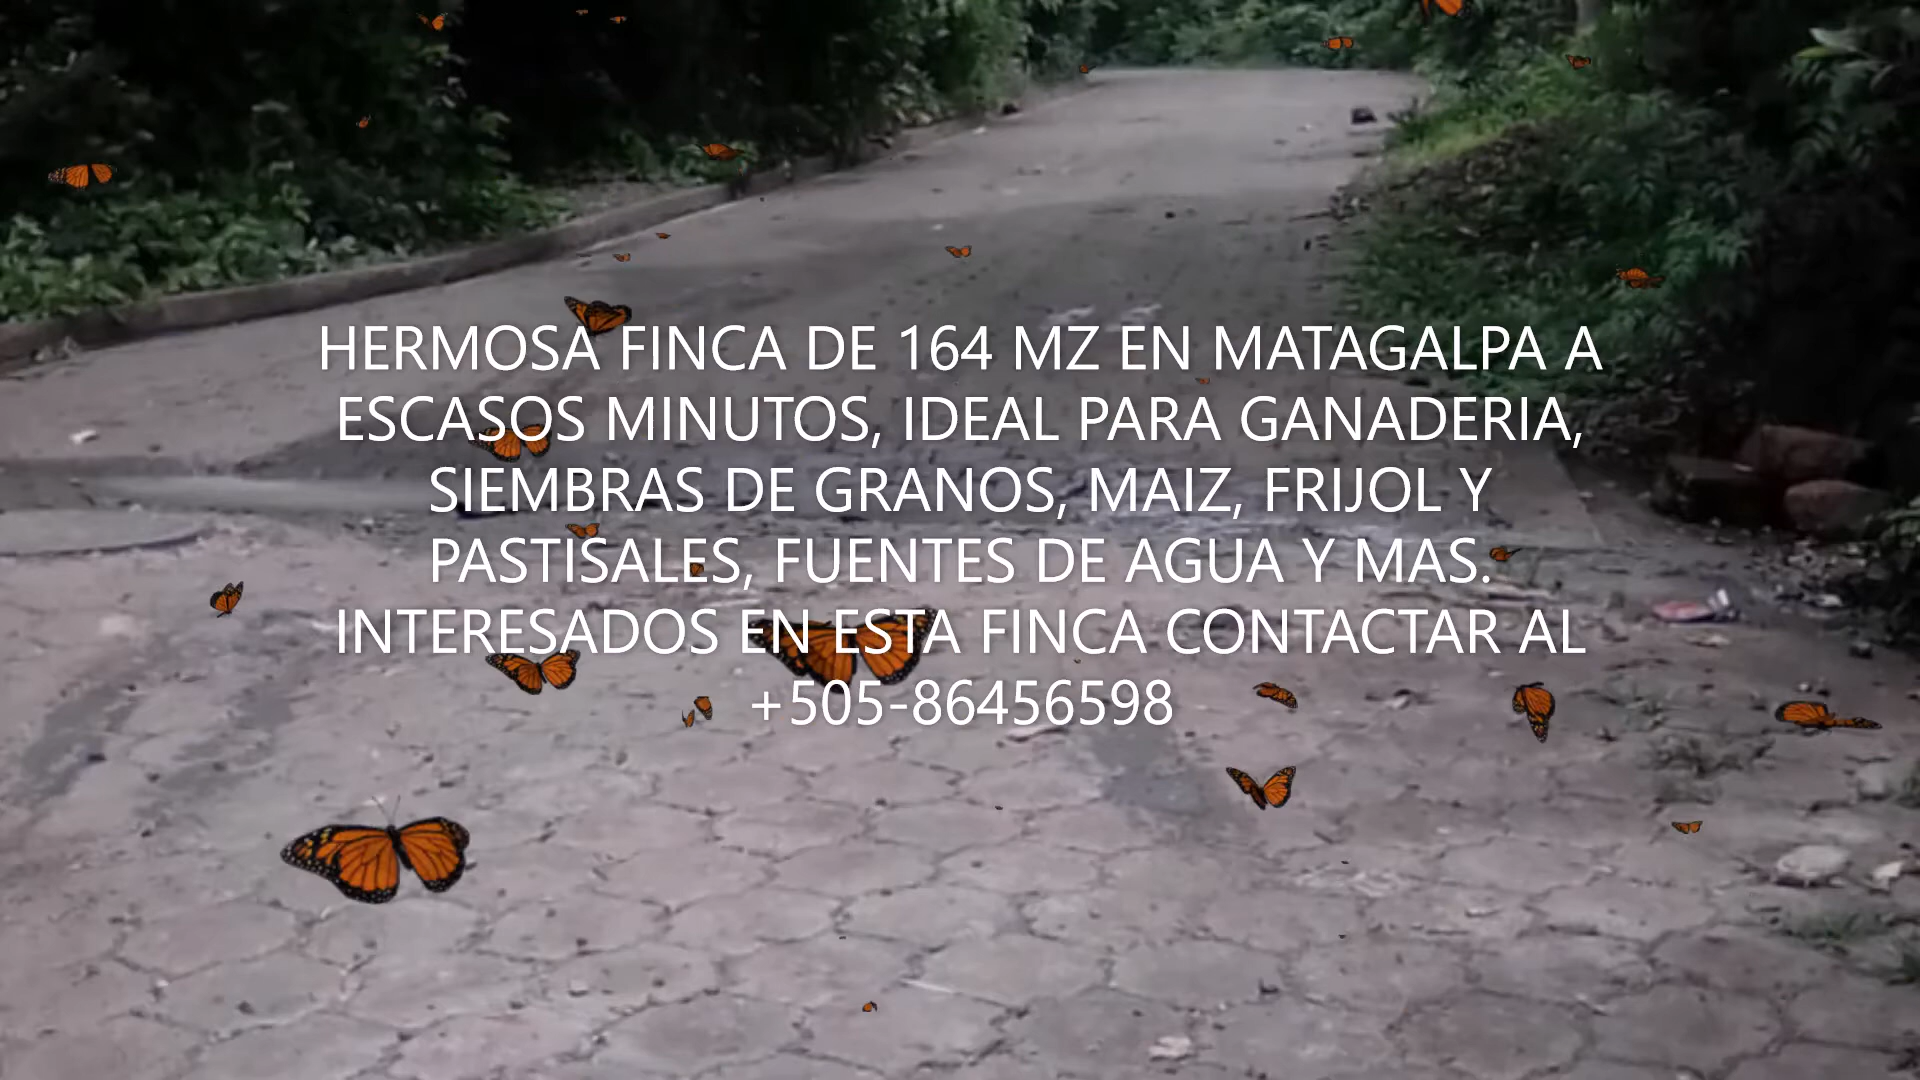 HERMOSA FINCA DE 164 MZ EN MATAGALPA A
ESCASOS MINUTOS, IDEAL PARA GANADERIA,
SIEMBRAS DE GRANOS, MAIZ, FRIJOL Y
PASTISALES, FUENTES DE AGUA Y MAS.
INTERESADOS EN ESTA FINCA CONTACTAR AL
+505-86456598